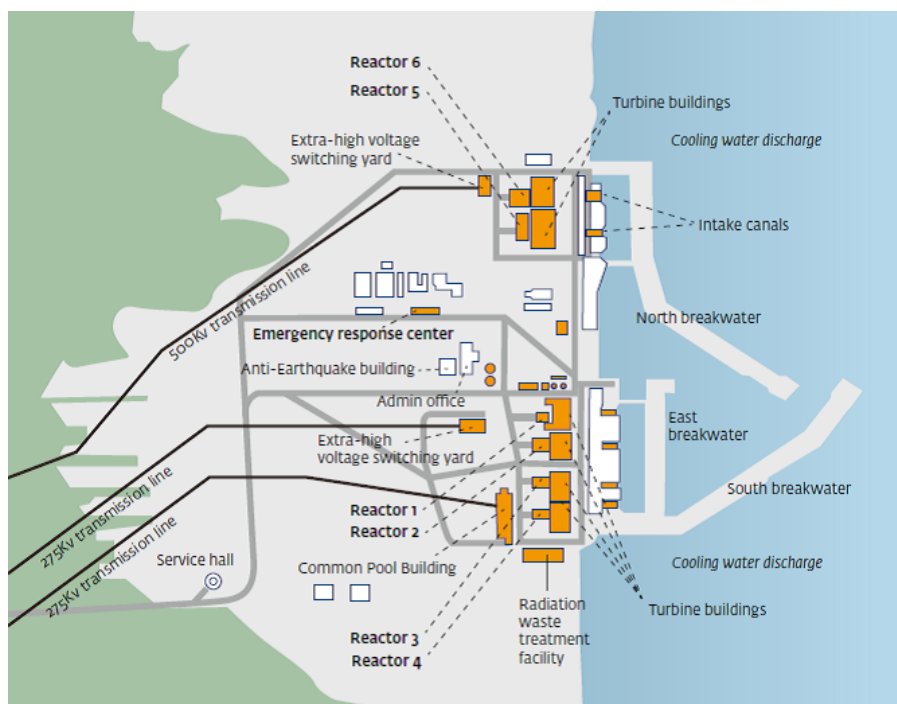 Reactor 6
Reactor 5
Turbine buildings
Extra-high voltage
switching yard
Cooling water discharge
Intake canals
500Kv transmission line
North breakwater
Emergency response center
Anti-Earthquake building
Admin office
East
breakwater
Extra-high
voltage switching yard
275Kv transmission line
South breakwater
Reactor 1
Reactor 2
275Kv transmission line
Service hall
Common Pool Building
Cooling water discharge
Radiation
waste
treatment
facility
Turbine buildings
Reactor 3
Reactor 4